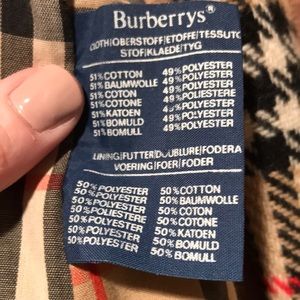 Burberrys®
CLOTH|OBERSTOFF|ETOFFE|TESSUTO
STOF|KLAEDE/TYG
51%COTTON 49%POLYESTER
51%BAUMWOLLE 49%POLYESTER
51%COTON 49%POLYESTER
51%COTONE 49%POLIESTERE
51%KATOEN 49%POLYESTER
51%BOMULD 49%POLYESTER
51%BOMULL 49%POLYESTER
LINING|FUTTER|DOUBLURE|FODERA
VOERING|FOER|FODER
50%POLYESTER 50%COTTON
50%POLYESTER 50%BAUMWOLLE
50%POLYESTER 50%COTON
50%POLIESTERE 50%COTONE
50%POLYESTER 50%KATOEN
50%POLYESTER 50%BOMULD
50%POLYESTER 50%BOMULL